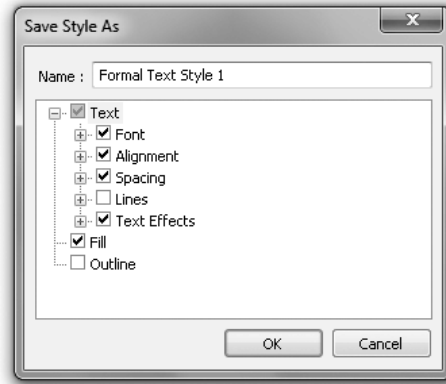 Save Style As
Name : Formal Text Style 1
Text
Font
Alignment
Spacing
Lines
Text Effects
Fill
Outline
OK Cancel